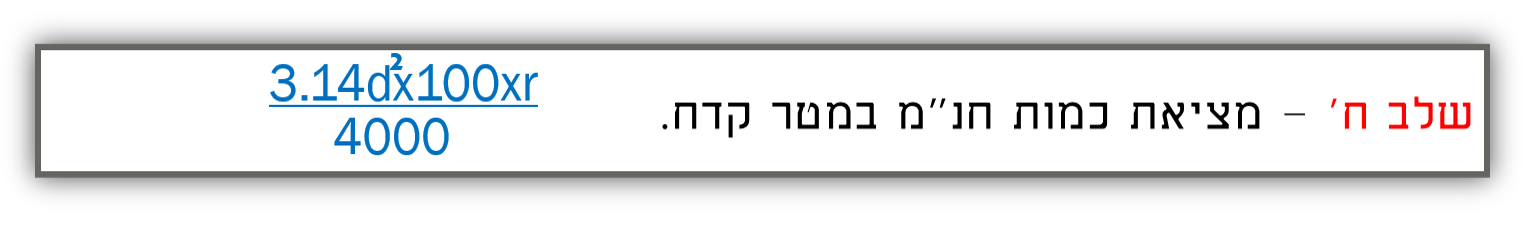 שלב ח' – מציאת כמות חנ"מ במטר קדח.
3.14d²x100xr
4000